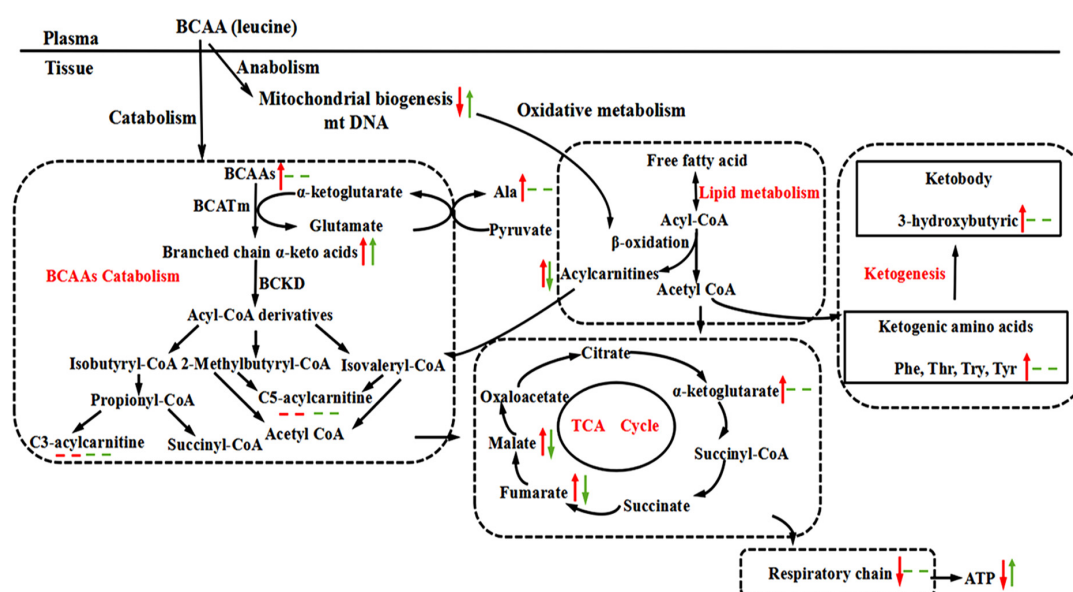 BCAA (leucine)
Plasma
Tissue
Anabolism
Mitochondrial biogenesis
mt DNA
Catabolism
Oxidative metabolism
BCAAs
BCATm
α-ketoglutarate
Glutamate
Ala
Pyruvate
Branched chain α-keto acids
BCAAs Catabolism
BCKD
Acyl-CoA derivatives
Isobutyryl-CoA
2-Methylbutyryl-CoA
Isovaleryl-CoA
Propionyl-CoA
C5-acylcarnitine
C3-acylcarnitine
Succinyl-CoA
Acetyl CoA
Free fatty acid
Lipid metabolism
Acyl-CoA
β-oxidation
Acylcarnitines
Acetyl CoA
Ketobody
3-hydroxybutyric
Ketogenesis
Ketogenic amino acids
Phe, Thr, Try, Tyr
Citrate
Oxaloacetate
α-ketoglutarate
TCA Cycle
Malate
Succinyl-CoA
Fumarate
Succinate
Respiratory chain
ATP